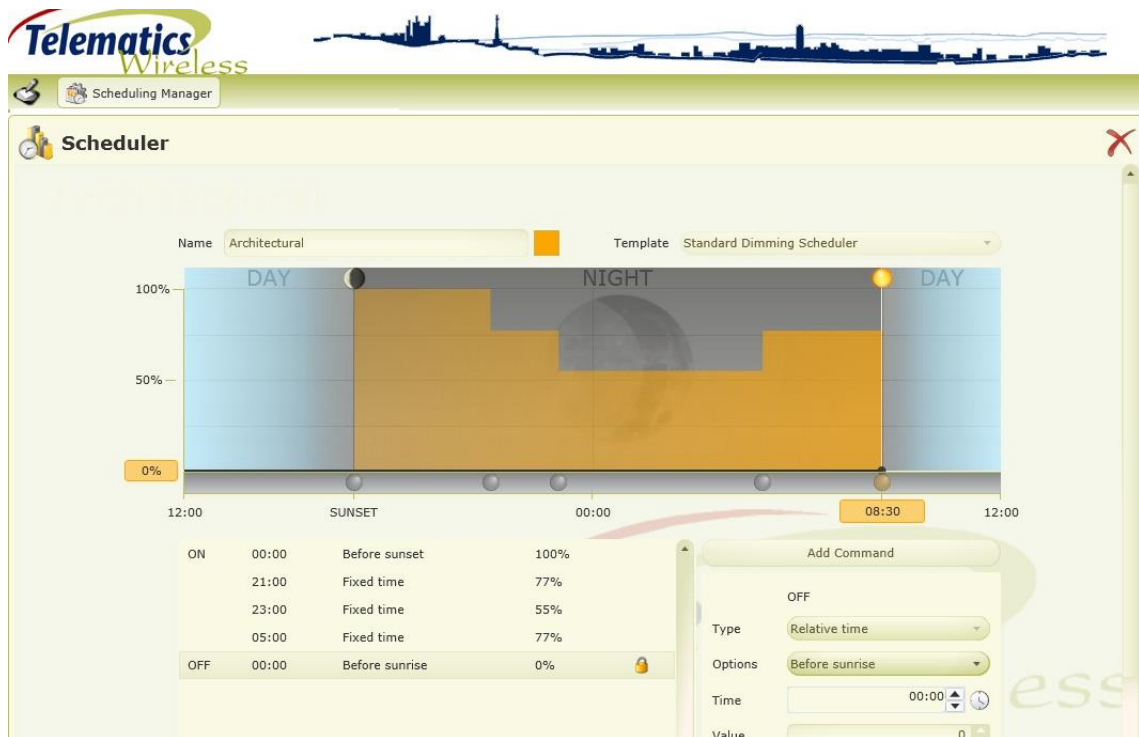 Telematics
Wireless
Scheduling Manager
Scheduler
Name Architectural Template Standard Dimming Scheduler
DAY NIGHT DAY
100%
50%
0%
12:00 SUNSET 00:00 08:30 12:00
ON 00:00 Before sunset 100% Add Command
21:00 Fixed time 77% OFF
23:00 Fixed time 55%
05:00 Fixed time 77% Type Relative time
OFF 00:00 Before sunrise 0% Options Before sunrise
Time 00:00
ess
Value 0